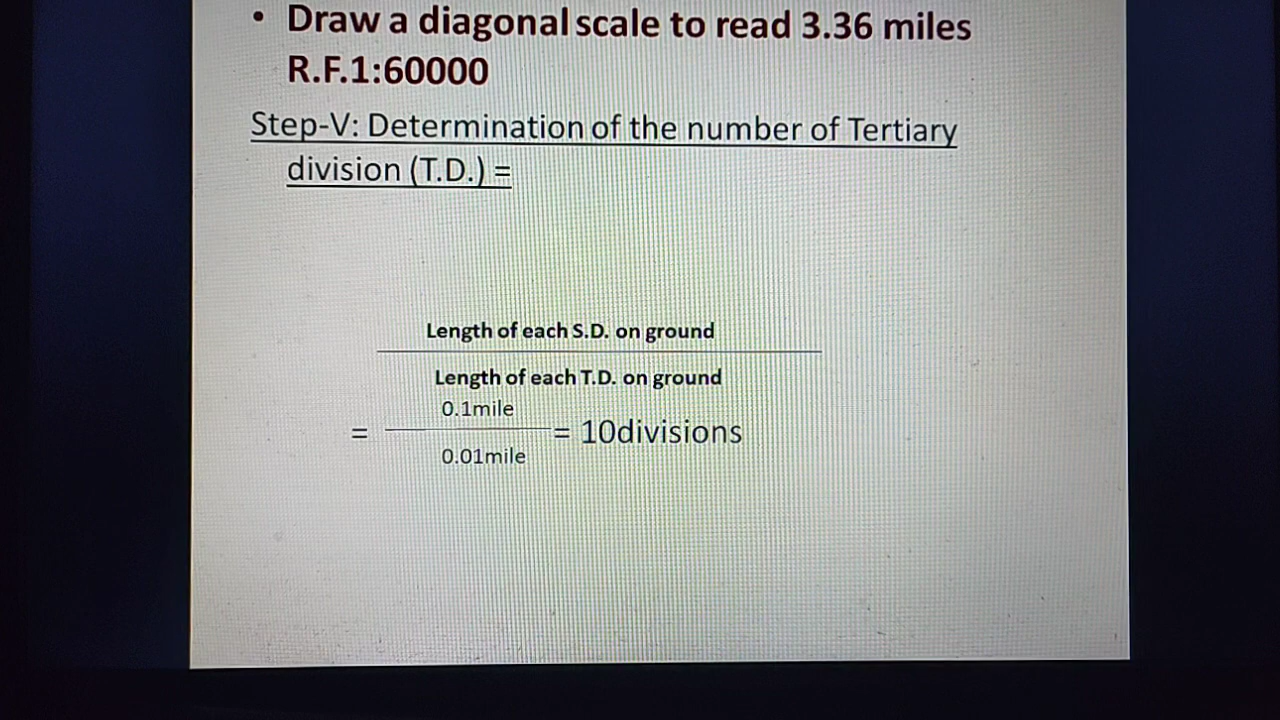 • Draw a diagonal scale to read 3.36 miles
R.F.1:60000
Step-V: Determination of the number of Tertiary
division (T.D.) =
Length of each S.D. on ground
Length of each T.D. on ground
0.1mile
= = 10divisions
0.01mile